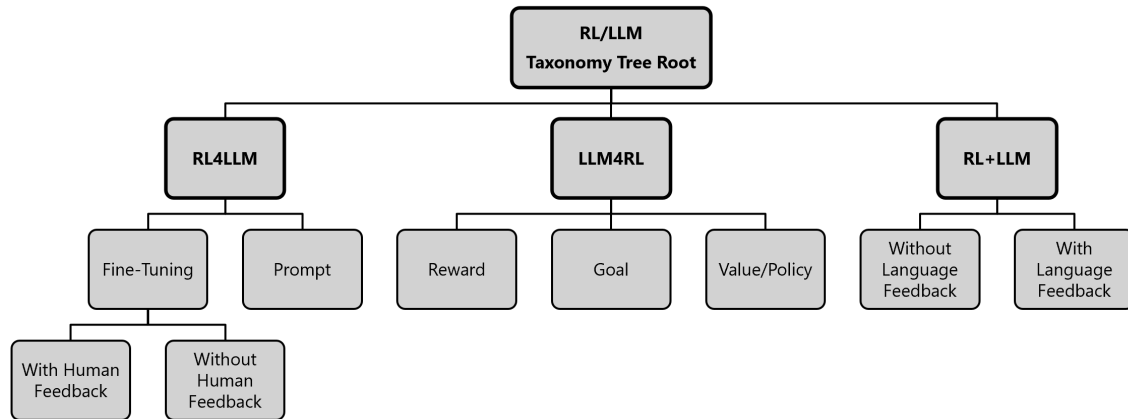 RL/LLM
Taxonomy Tree Root
RL4LLM
LLM4RL
RL+LLM
Fine-Tuning
Prompt
Reward
Goal
Value/Policy
Without
Language
Feedback
With
Language
Feedback
With Human
Feedback
Without
Human
Feedback